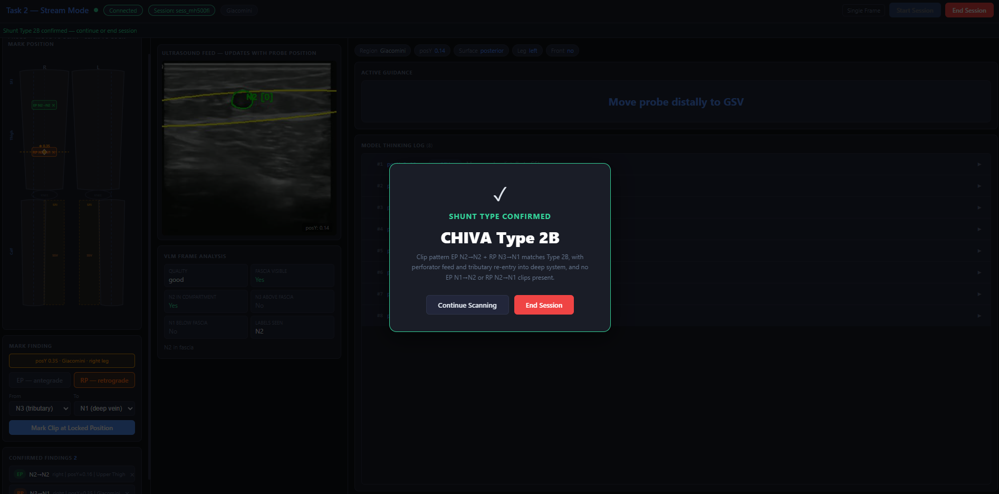 Task 2 — Stream Mode
Connected
Session: sess_mh500fi
Giacomini
Single Frame
Start Session
End Session
Shunt Type 2B confirmed — continue or end session
MARK POSITION
R
L
Thigh
Calf
EP N2→N2 ×
0.35
SSV
SSV
ULTRASOUND FEED — UPDATES WITH PROBE POSITION
N2 [0]
posY: 0.14
VLM FRAME ANALYSIS
QUALITY
good
FASCIA VISIBLE
Yes
N2 IN COMPARTMENT
Yes
N3 ABOVE FASCIA
No
N1 BELOW FASCIA
No
LABELS SEEN
N2
N2 in fascia
MARK FINDING
posY 0.35 · Giacomini · right leg
EP — antegrade
RP — retrograde
From
To
N3 (tributary)
N1 (deep vein)
Mark Clip at Locked Position
CONFIRMED FINDINGS 2
EP N2→N2 right | posY=0.16 | Upper Thigh ×
RP N3→N1 right | posY=0.35 | Giacomini ×
Region Giacomini
posY 0.14
Surface posterior
Leg left
Front no
ACTIVE GUIDANCE
Move probe distally to GSV
MODEL THINKING LOG (8)
#1
#2
#3
#4
#5
#6
#7
#8
✓
SHUNT TYPE CONFIRMED
CHIVA Type 2B
Clip pattern EP N2→N2 + RP N3→N1 matches Type 2B, with
perforator feed and tributary re-entry into deep system, and no
EP N1→N2 or RP N2→N1 clips present.
Continue Scanning
End Session